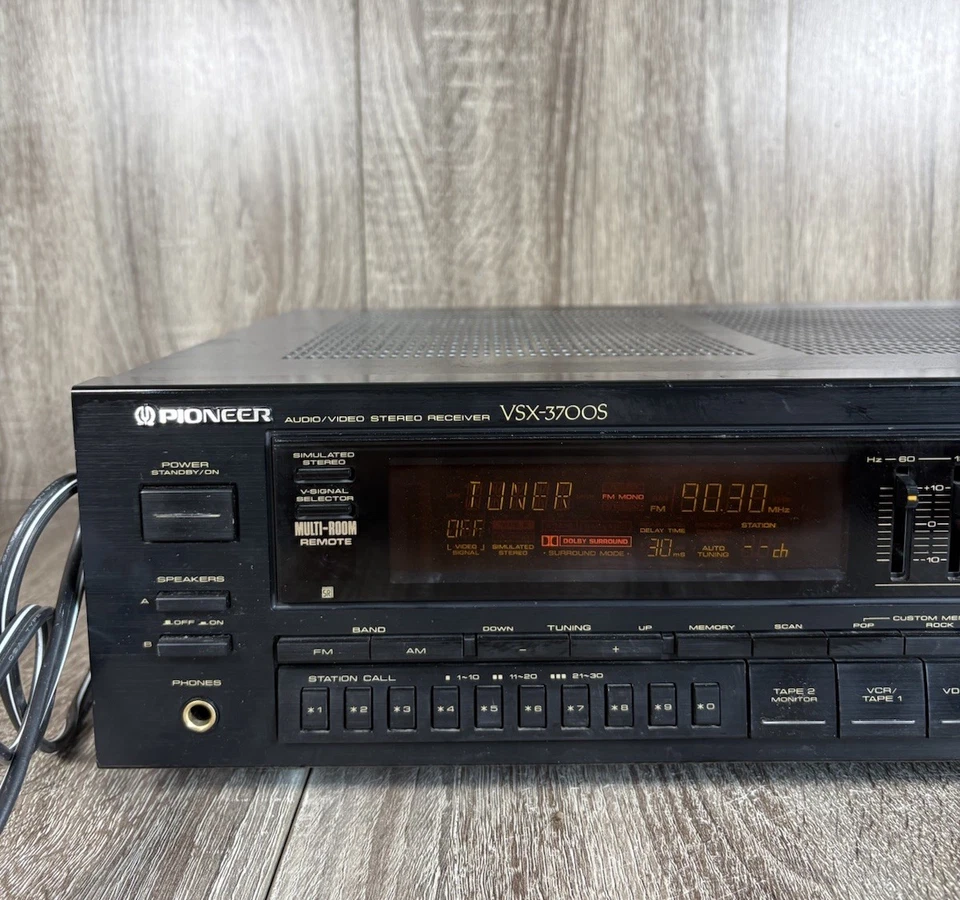 PIONEER AUDIO/VIDEO STEREO RECEIVER VSX-3700S
POWER
STANDBY/ON
SIMULATED
STEREO
V-SIGNAL
SELECTOR
MULTI-ROOM
REMOTE
SR
TUNER FM MONO FM 90.30 MHz
OFF DELAY TIME STATION
VIDEO
SIGNAL
SIMULATED
STEREO
DOLBY SURROUND
· SURROUND MODE ·
30 ms
AUTO
TUNING
-- ch
Hz 60
+10
0
-10
SPEAKERS
A
OFF ON
B
PHONES
BAND
FM AM
DOWN TUNING UP
- +
MEMORY SCAN
CUSTOM ME
POP ROCK
STATION CALL 1~10 11~20 21~30
*1 *2 *3 *4 *5 *6 *7 *8 *9 *0
TAPE 2
MONITOR
VCR/
TAPE 1
VD